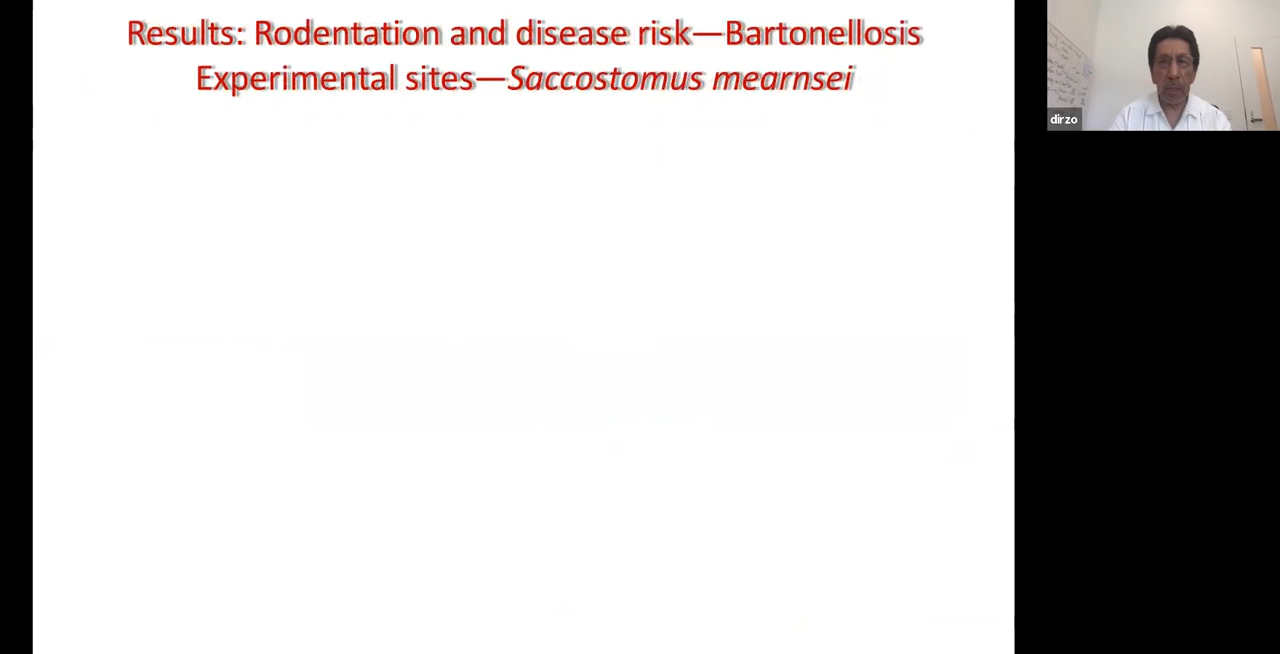 Results: Rodentation and disease risk—Bartonellosis
Experimental sites—Saccostomus mearnsei
dirzo